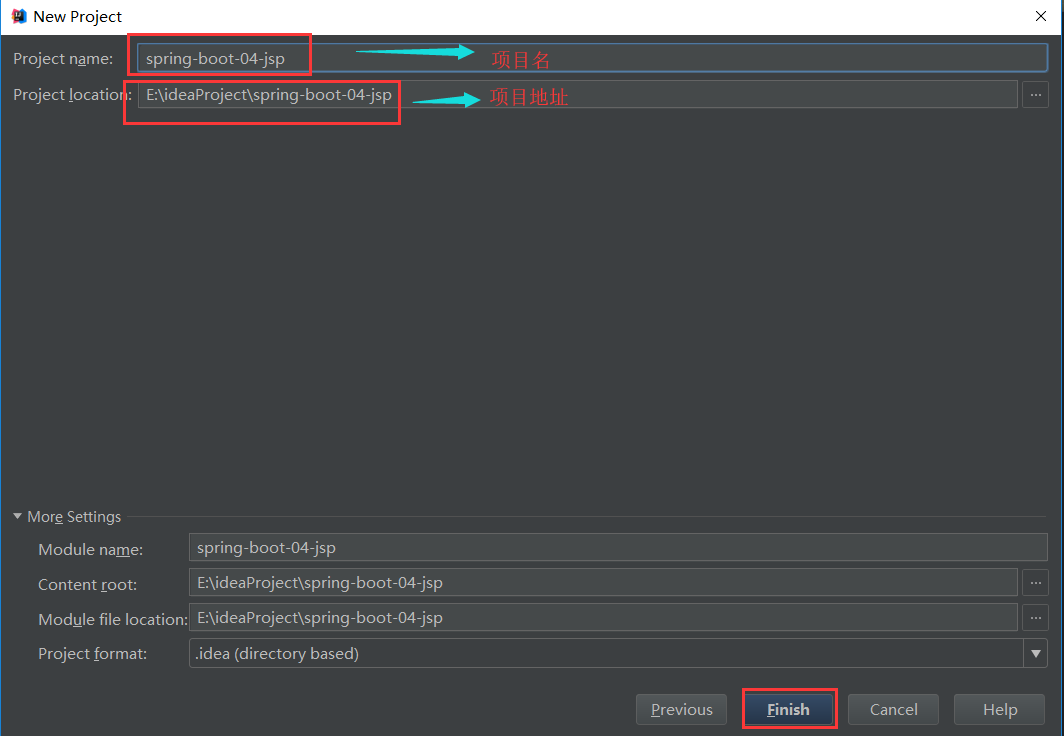 New Project
Project name: spring-boot-04-jsp 项目名
Project location: E:\ideaProject\spring-boot-04-jsp ... 项目地址
More Settings
Module name: spring-boot-04-jsp
Content root: E:\ideaProject\spring-boot-04-jsp ...
Module file location: E:\ideaProject\spring-boot-04-jsp ...
Project format: .idea (directory based)
Previous Finish Cancel Help